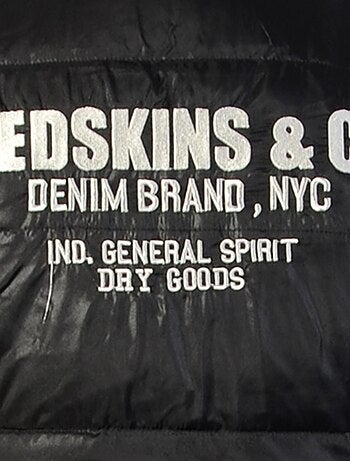 EDSKINS & C
DENIM BRAND, NYC
IND. GENERAL SPIRIT
DRY GOODS